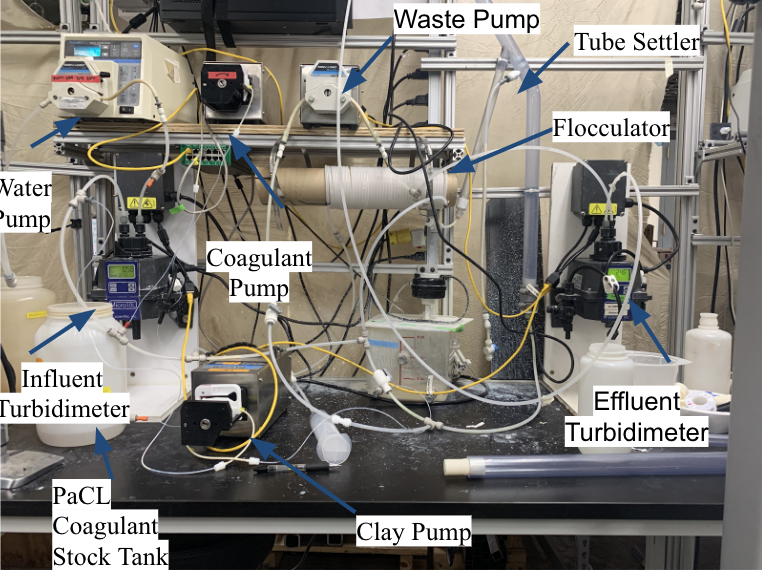 Waste Pump
Tube Settler
Flocculator
Water
Pump
Coagulant
Pump
Influent
Turbidimeter
Effluent
Turbidimeter
PaCL
Coagulant
Stock Tank
Clay Pump